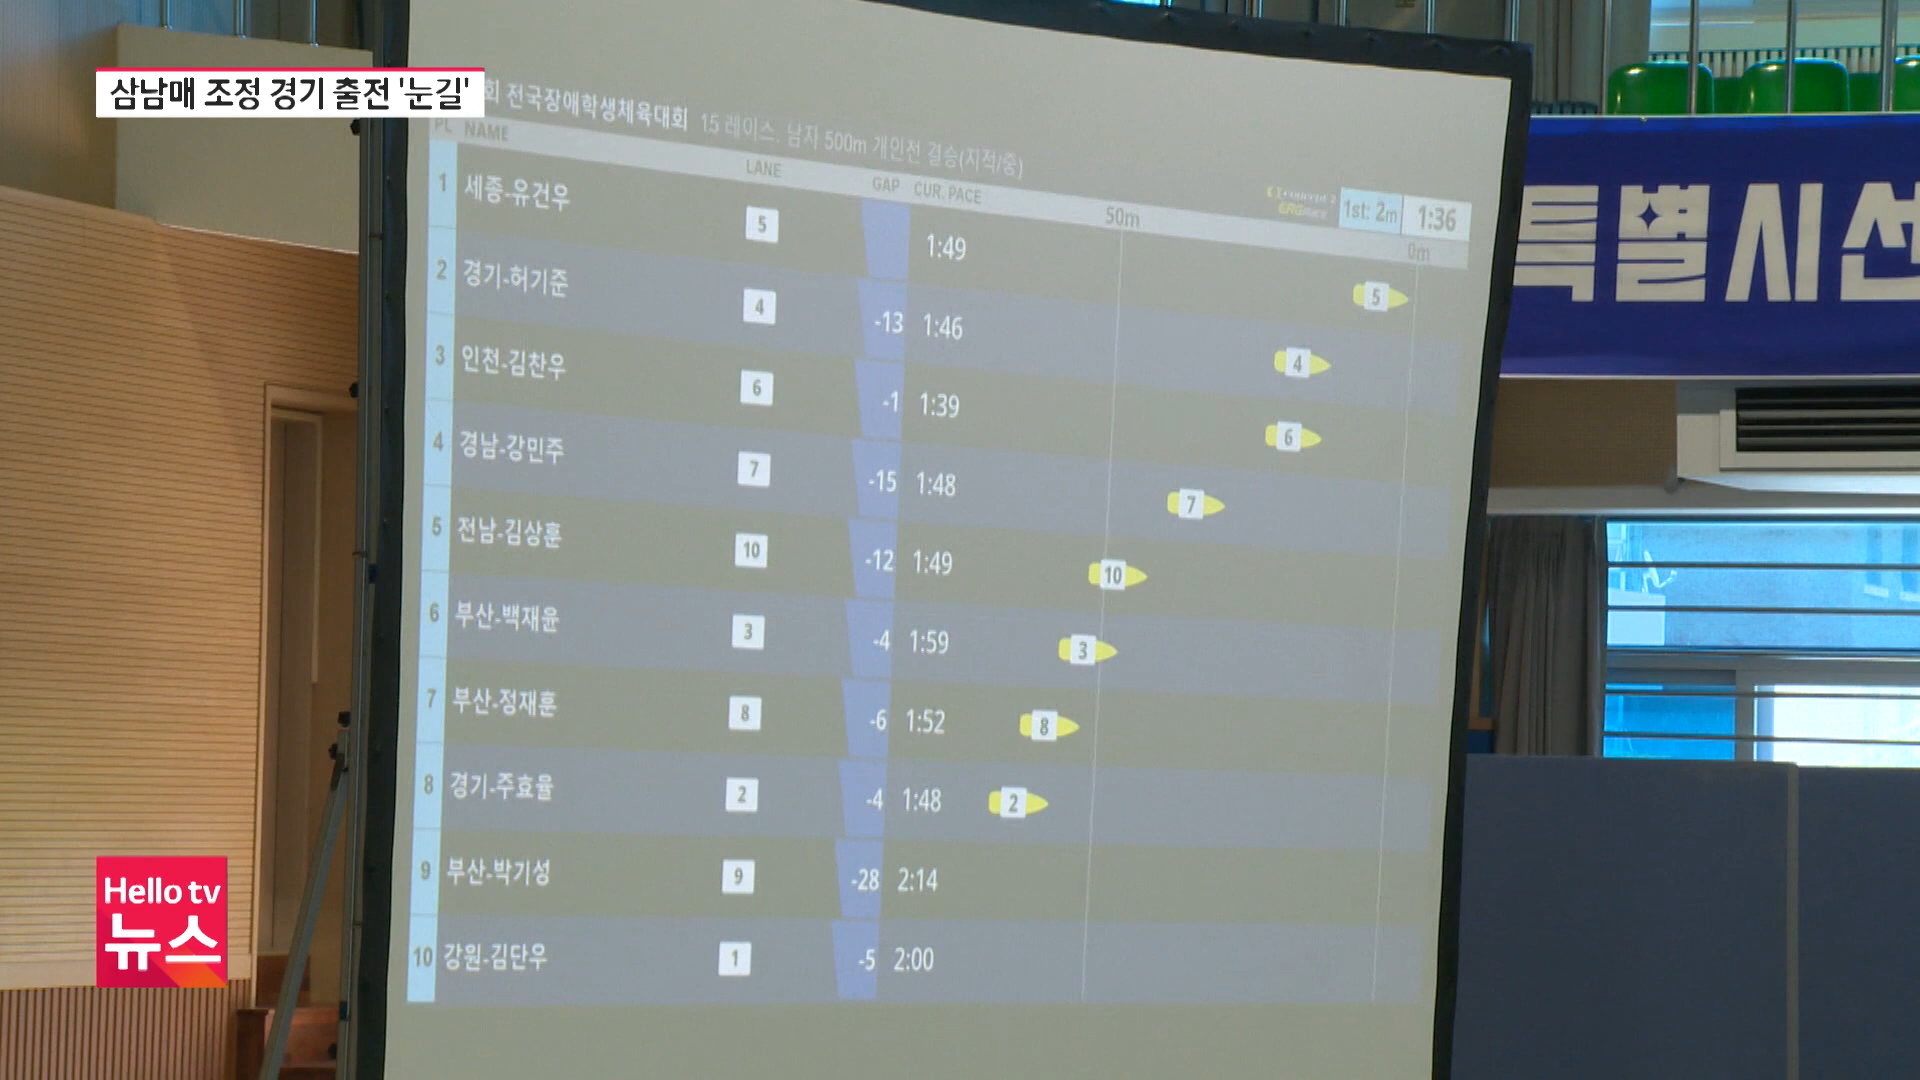 삼남매 조정 경기 출전 '눈길'
회 전국장애학생체육대회 15 레이스. 남자 500m 개인전 결승(지적/중)
PL NAME LANE GAP CUR. PACE 50m 1st: 2m 1:36
0m
1 세종-유건우 5 1:49 5
2 경기-허기준 4 -13 1:46 4
3 인천-김찬우 6 -1 1:39 6
4 경남-강민주 7 -15 1:48 7
5 전남-김상훈 10 -12 1:49 10
6 부산-백재윤 3 -4 1:59 3
7 부산-정재훈 8 -6 1:52 8
8 경기-주효율 2 -4 1:48 2
9 부산-박기성 9 -28 2:14
10 강원-김단우 1 -5 2:00
concept 2
ERG
특별시선
Hello tv
뉴스